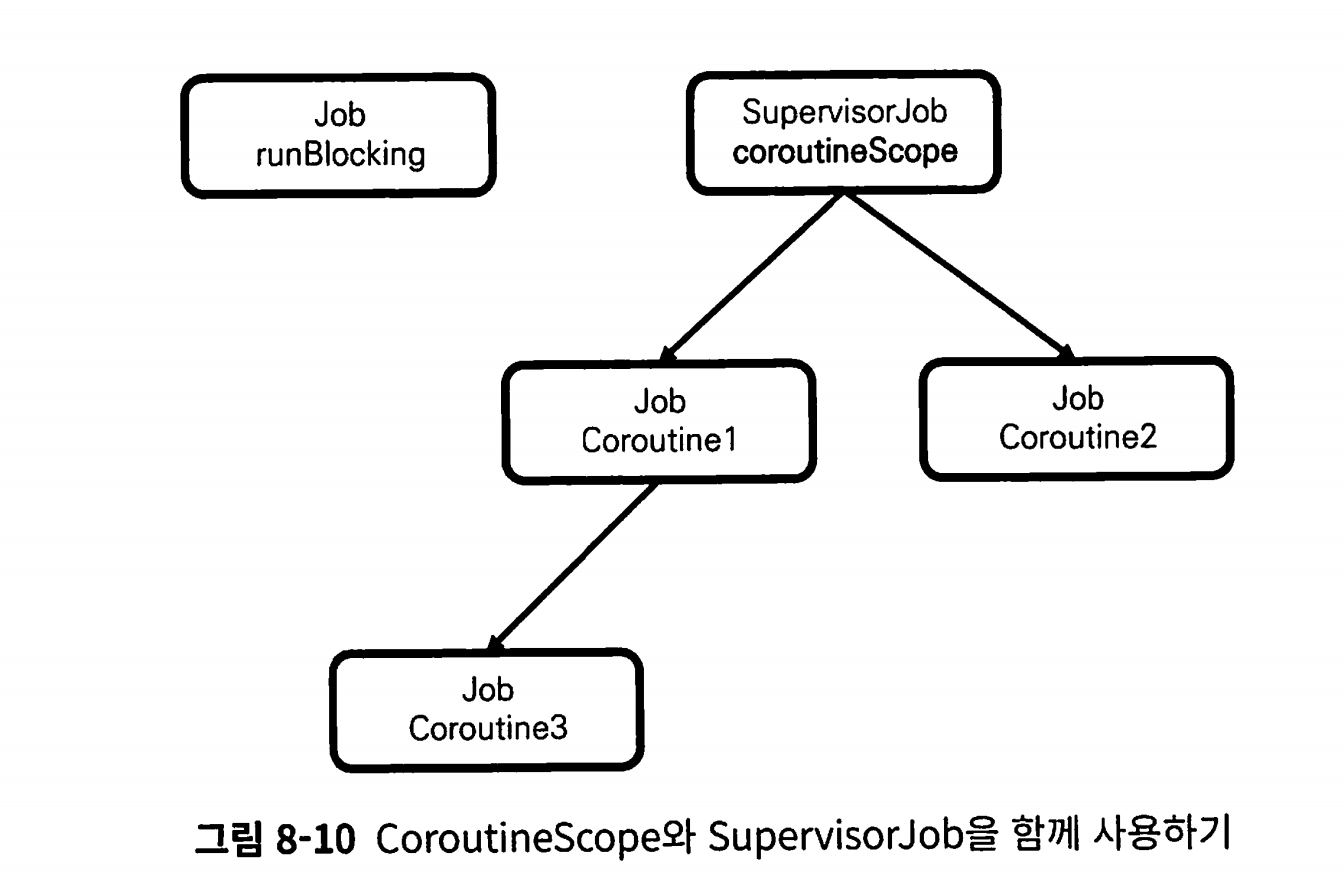 Job
runBlocking
SupervisorJob
coroutineScope
Job
Coroutine1
Job
Coroutine2
Job
Coroutine3
그림 8-10 CoroutineScope와 SupervisorJob을 함께 사용하기